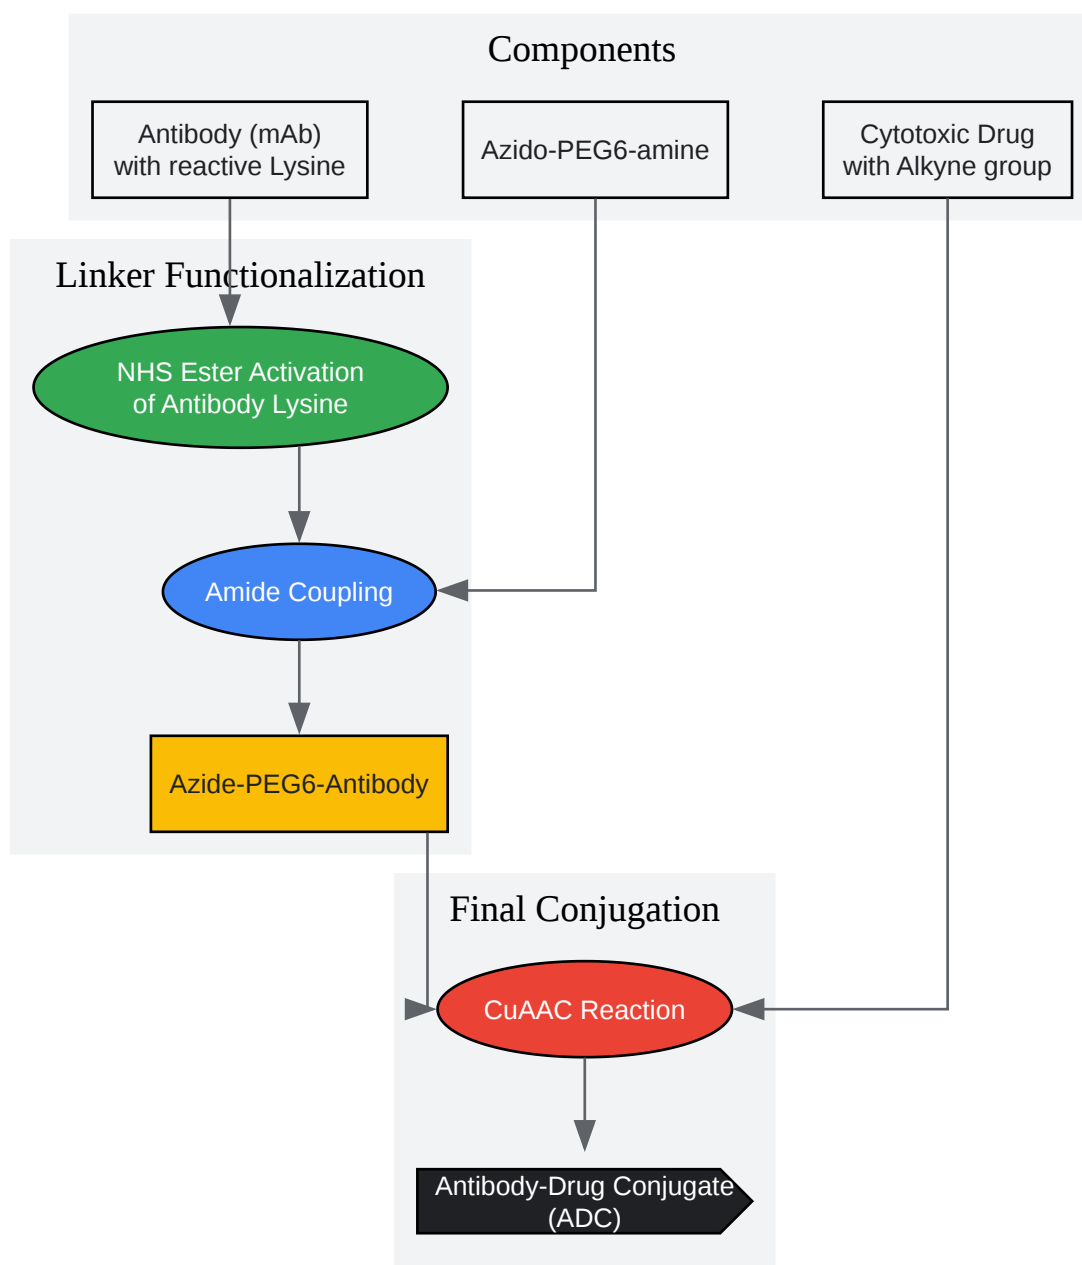 Components
Antibody (mAb)
with reactive Lysine
Azido-PEG6-amine
Cytotoxic Drug
with Alkyne group
Linker Functionalization
NHS Ester Activation
of Antibody Lysine
Amide Coupling
Azide-PEG6-Antibody
Final Conjugation
CuAAC Reaction
Antibody-Drug Conjugate
(ADC)